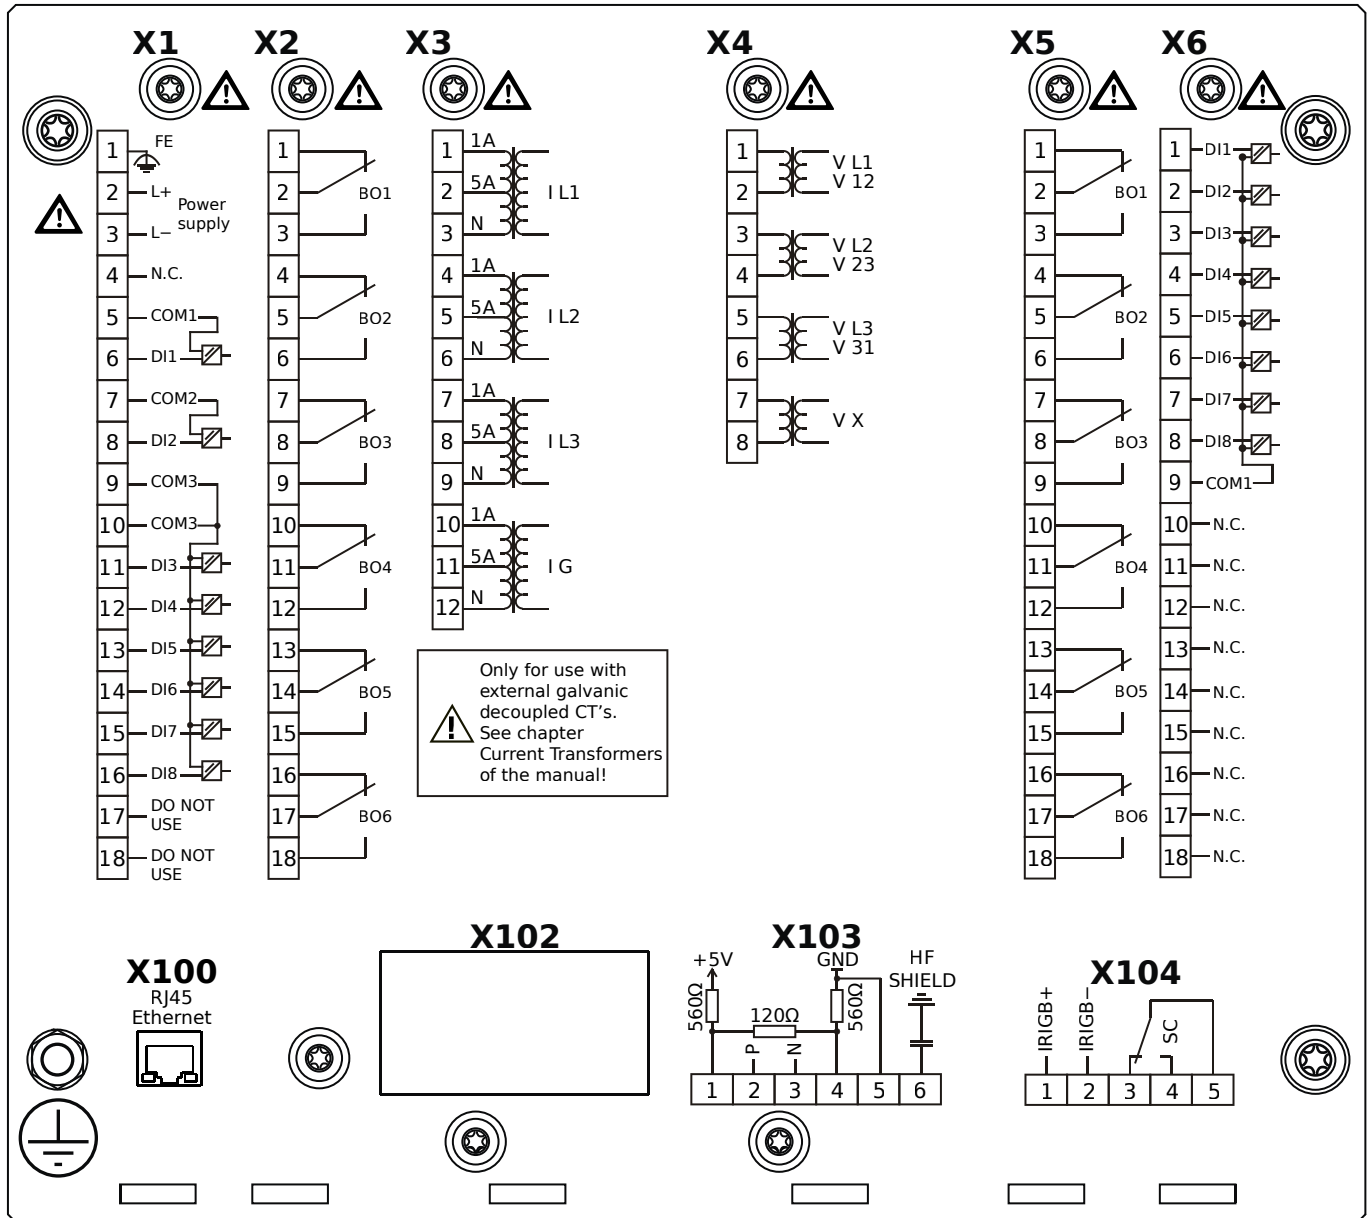 X1
X2
X3
X4
X5
X6
1 FE
2 L+
Power
supply
3 L−
4 N.C.
5 COM1
6 DI1
7 COM2
8 DI2
9 COM3
10 COM3
11 DI3
12 DI4
13 DI5
14 DI6
15 DI7
16 DI8
17 DO NOT
USE
18 DO NOT
USE
1
2 BO1
3
4
5 BO2
6
7
8 BO3
9
10
11 BO4
12
13
14 BO5
15
16
17 BO6
18
1 1A
2 5A I L1
3 N
4 1A
5 5A I L2
6 N
7 1A
8 5A I L3
9 N
10 1A
11 5A I G
12 N
Only for use with
external galvanic
decoupled CT's.
See chapter
Current Transformers
of the manual!
1 V L1
2 V 12
3 V L2
4 V 23
5 V L3
6 V 31
7 V X
8
1
2 BO1
3
4
5 BO2
6
7
8 BO3
9
10
11 BO4
12
13
14 BO5
15
16
17 BO6
18
1 DI1
2 DI2
3 DI3
4 DI4
5 DI5
6 DI6
7 DI7
8 DI8
9 COM1
10 N.C.
11 N.C.
12 N.C.
13 N.C.
14 N.C.
15 N.C.
16 N.C.
17 N.C.
18 N.C.
X100
RJ45
Ethernet
X102
X103
+5V
GND
HF
SHIELD
560Ω
120Ω
560Ω
P
N
1 2 3 4 5 6
X104
IRIGB+
IRIGB−
SC
1 2 3 4 5